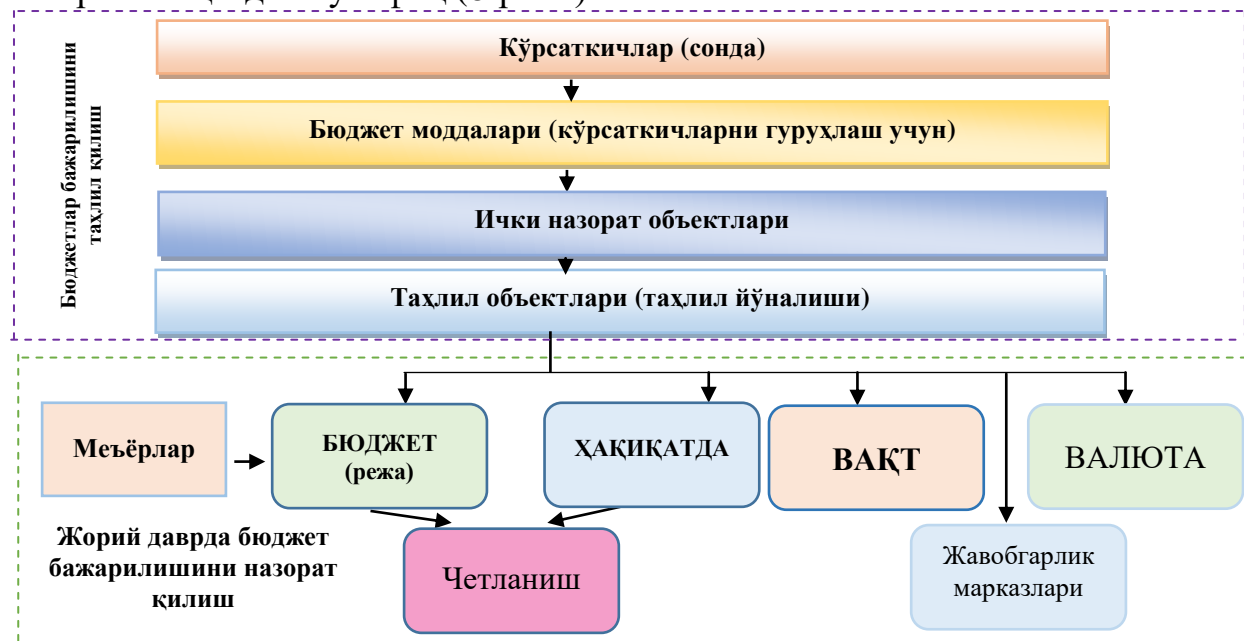 Кўрсаткичлар (сонда)
Бюджет моддалари (кўрсаткичларни гуруҳлаш учун)
Ички назорат объектлари
Таҳлил объектлари (таҳлил йўналиши)
Бюджетлар бажарилишини
таҳлил қилиш
Меъёрлар
БЮДЖЕТ
(режа)
ҲАҚИҚАТДА
ВАҚТ
ВАЛЮТА
Жорий даврда бюджет
бажарилишини назорат
қилиш
Четланиш
Жавобгарлик
марказлари